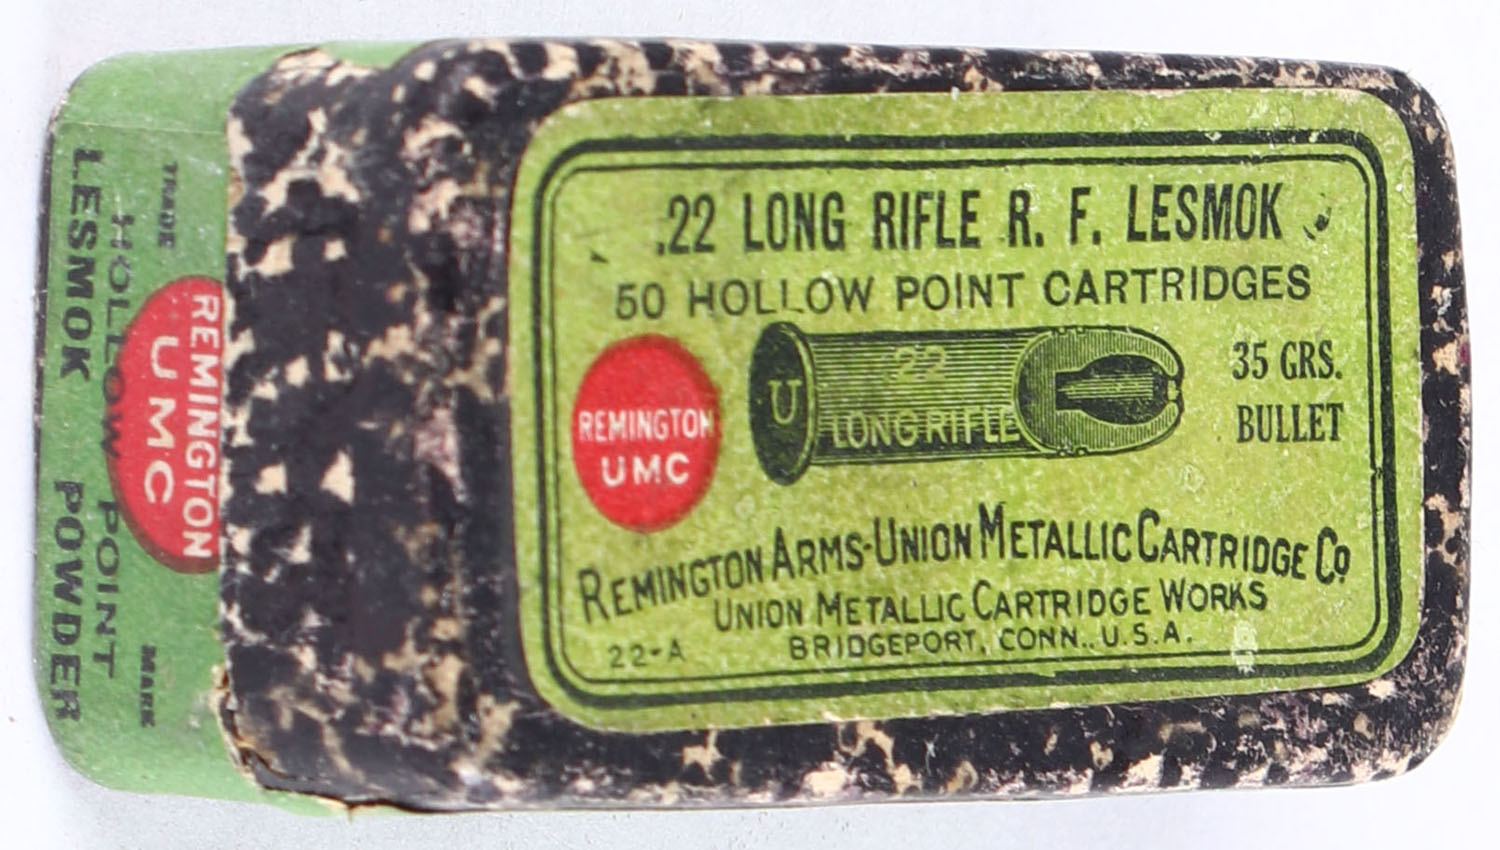 .22 LONG RIFLE R. F. LESMOK
50 HOLLOW POINT CARTRIDGES
REMINGTON
UMC
U
22
LONG RIFLE
35 GRS.
BULLET
REMINGTON ARMS-UNION METALLIC CARTRIDGE CO
UNION METALLIC CARTRIDGE WORKS
22-A
BRIDGEPORT, CONN., U.S.A.
REMINGTON
UMC
TRADE MARK
HOLLOW POINT
LESMOK POWDER